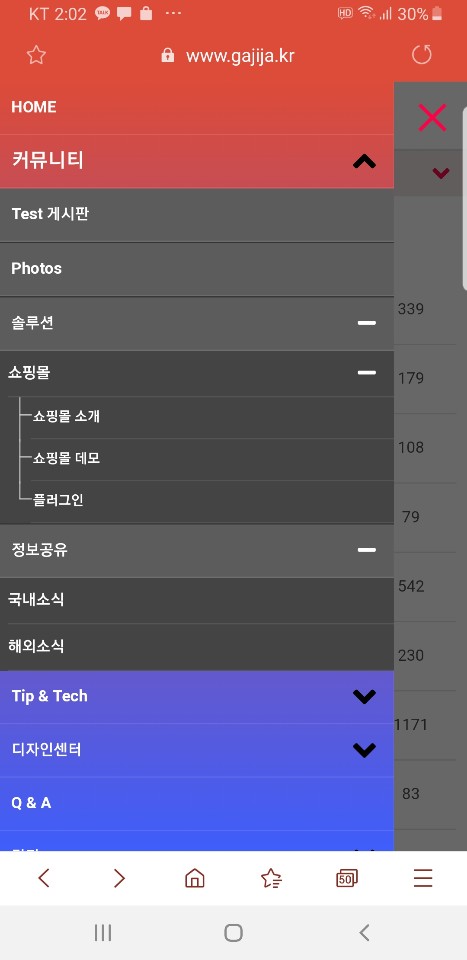 KT 2:02 HD 30%
www.gajija.kr
HOME
커뮤니티
Test 게시판
Photos
339
솔루션
쇼핑몰
179
쇼핑몰 소개
108
쇼핑몰 데모
플러그인
79
정보공유
542
국내소식
해외소식
230
Tip & Tech
1171
디자인센터
83
Q & A
50